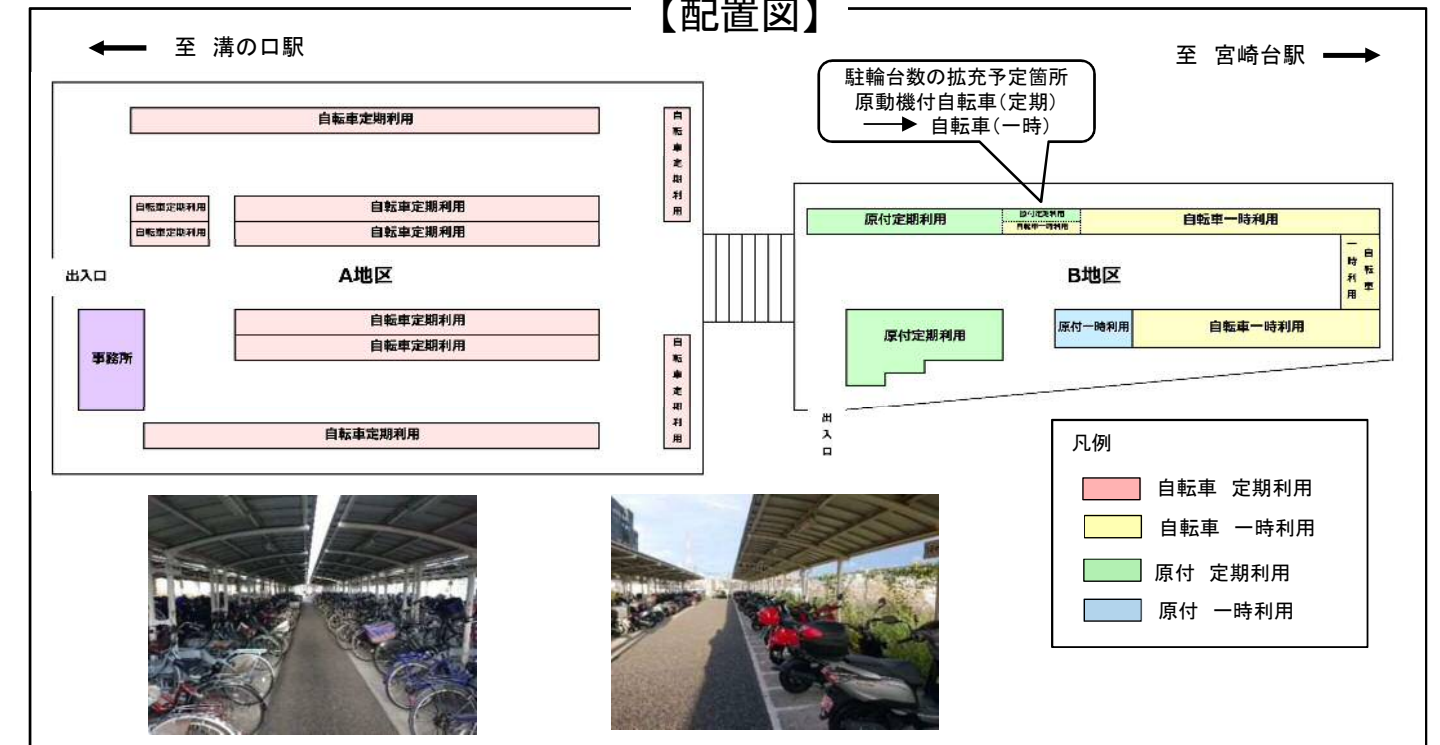 【配置図】
至 溝の口駅
至 宮崎台駅
駐輪台数の拡充予定箇所
原動機付自転車(定期)
自転車(一時)
自転車定期利用
自転車定期利用
自転車定期利用
自転車定期利用
自転車定期利用
自転車定期利用
出入口
A地区
事務所
自転車定期利用
自転車定期利用
自転車定期利用
自転車定期利用
原付定期利用
原付定期利用
自転車一時利用
自転車一時利用
自転車一時利用
B地区
原付定期利用
原付一時利用
自転車一時利用
出入口
凡例
自転車 定期利用
自転車 一時利用
原付 定期利用
原付 一時利用